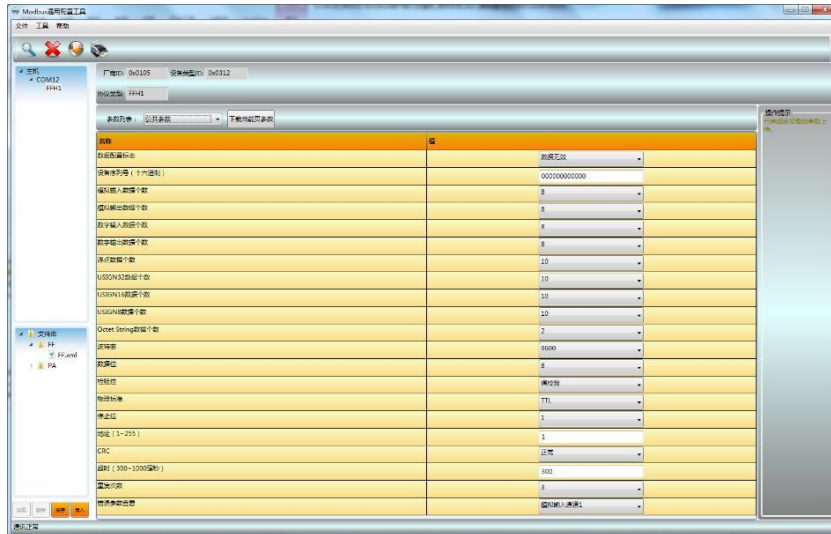 Modbus通用配置工具
文件 工具 帮助
主机
COM12
FFH1
厂商ID: 0x0105 设备类型ID: 0x0312
协议类型: FFH1
参数列表: 公共参数 下载当前页参数
操作提示
名称 值
数据配置标志 数据无效
设备序列号(十六进制) 000000000000
模拟输入数据个数 8
模拟输出数据个数 8
数字输入数据个数 8
数字输出数据个数 8
浮点数据个数 10
USIGN32数据个数 10
USIGN16数据个数 10
USIGN8数据个数 10
Octet String数据个数 2
波特率 9600
数据位 8
校验位 偶校验
物理标准 TTL
停止位 1
地址(1~255) 1
CRC 正常
超时(300~1000毫秒) 300
重发次数 3
错误参数查看 模拟输入通道1
文件库
FF
FF.xml
PA
保存 导入
通讯正常